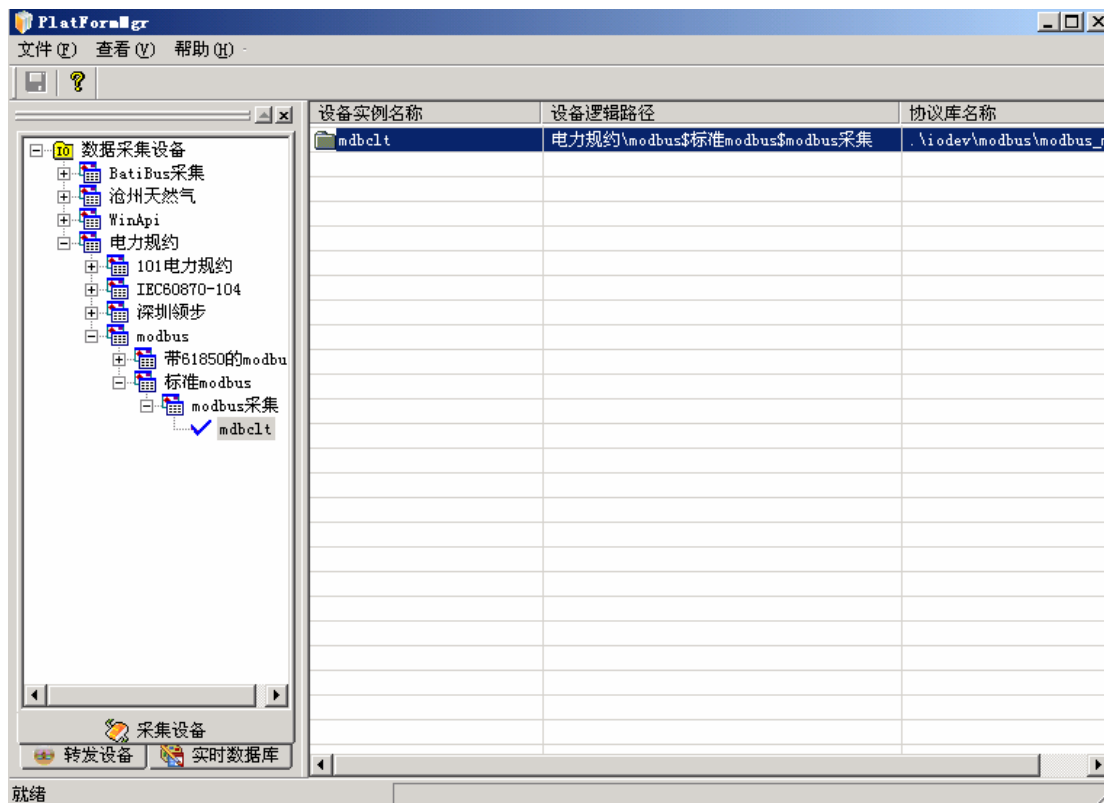 PlatFormMgr
文件(F) 查看(V) 帮助(H)
设备实例名称 设备逻辑路径 协议库名称
mdbclt 电力规约\modbus$标准modbus$modbus采集 .\iodev\modbus\modbus_
数据采集设备
BatiBus采集
沧州天然气
WinApi
电力规约
101电力规约
IEC60870-104
深圳领步
modbus
带61850的modbu
标准modbus
modbus采集
mdbclt
采集设备
转发设备 实时数据库
就绪